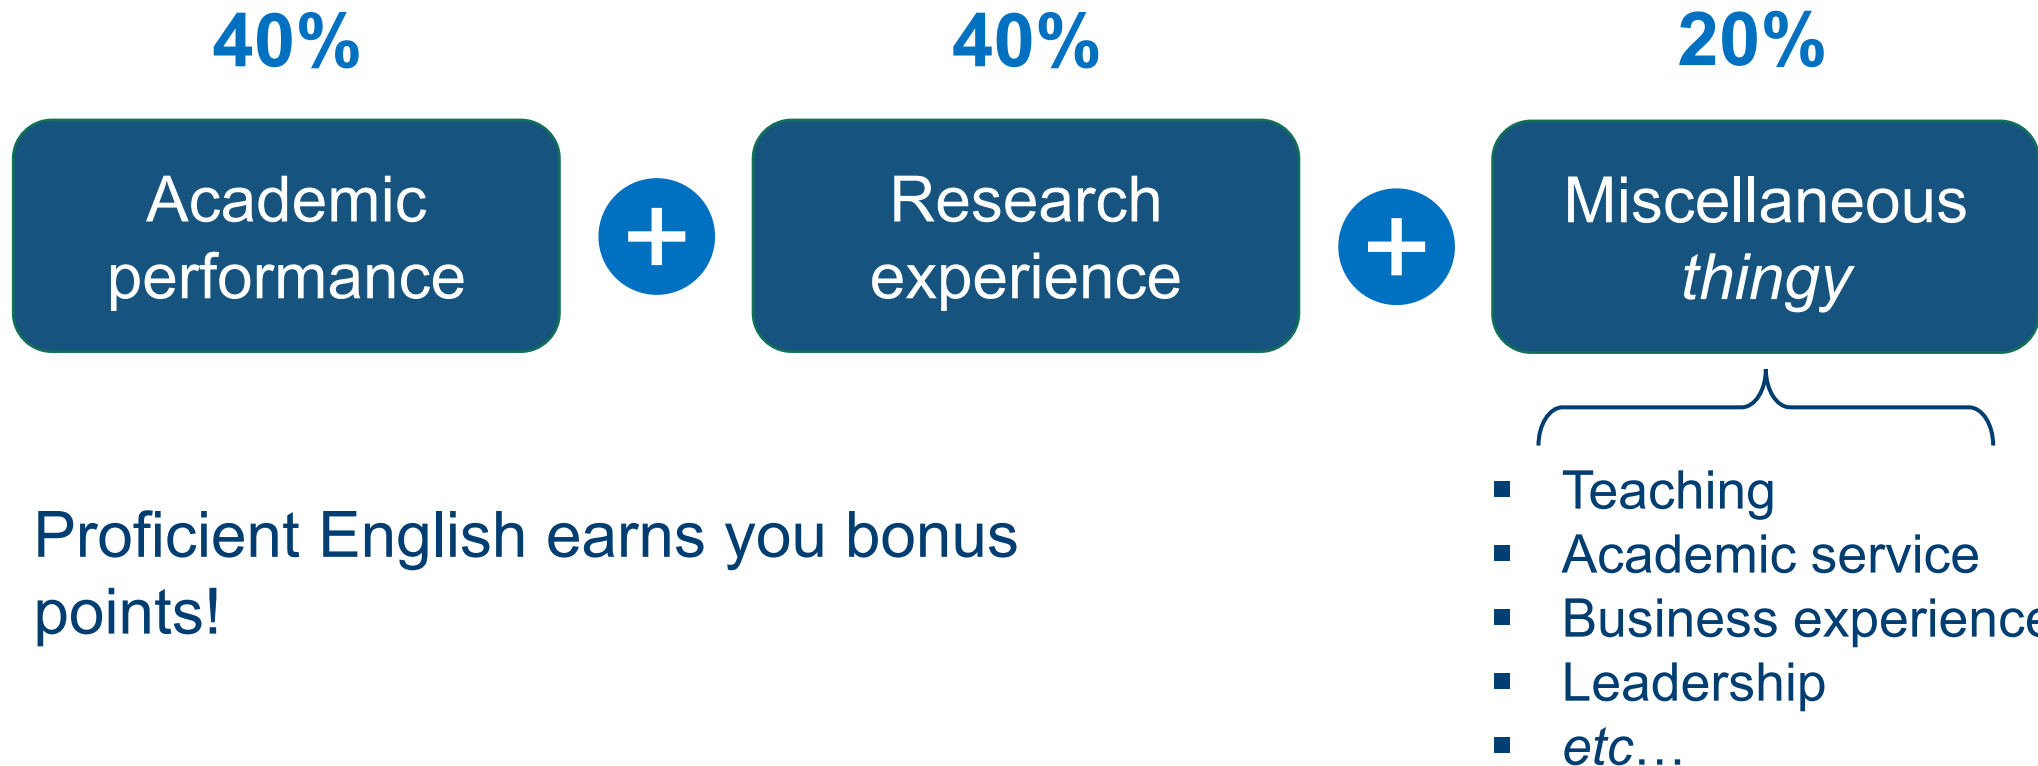 40%
40%
20%
Academic
performance
+
Research
experience
+
Miscellaneous
thingy
Proficient English earns you bonus
points!
▪ Teaching
▪ Academic service
▪ Business experience
▪ Leadership
▪ etc…